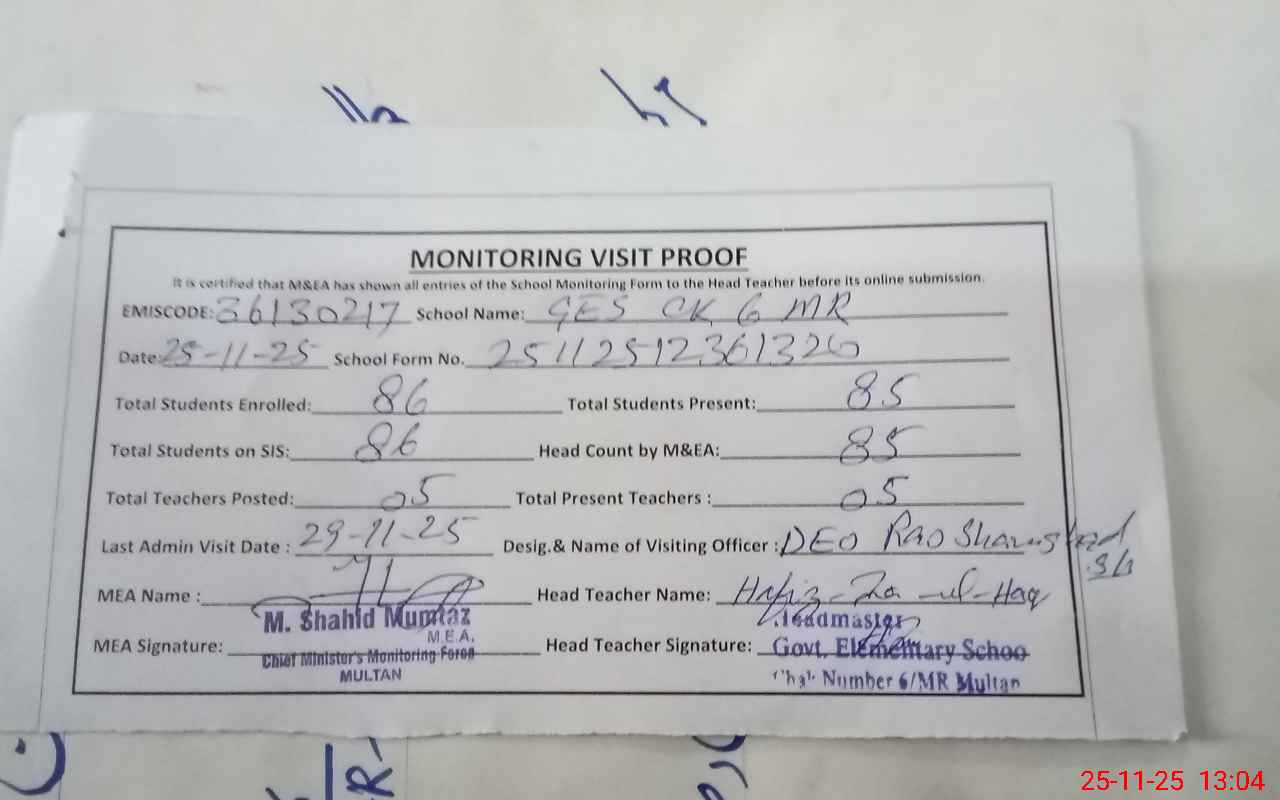 MONITORING VISIT PROOF
It is certified that M&EA has shown all entries of the School Monitoring Form to the Head Teacher before its online submission.
EMISCODE: 36130217 School Name: GES CK 6 MR
Date: 25-11-25 School Form No. 25112512361326
Total Students Enrolled: 86 Total Students Present: 85
Total Students on SIS: 86 Head Count by M&EA: 85
Total Teachers Posted: 05 Total Present Teachers : 05
Last Admin Visit Date : 29-11-25 Desig.& Name of Visiting Officer : DEO Rao
MEA Name : Head Teacher Name: Hafiz ul-Haq
M. Shahid Mumtaz Headmaster
M.E.A.
MEA Signature: Head Teacher Signature: Govt. Elementary Schoo
Chief Minister's Monitoring Force
MULTAN Number 6/MR Multan
25-11-25 13:04